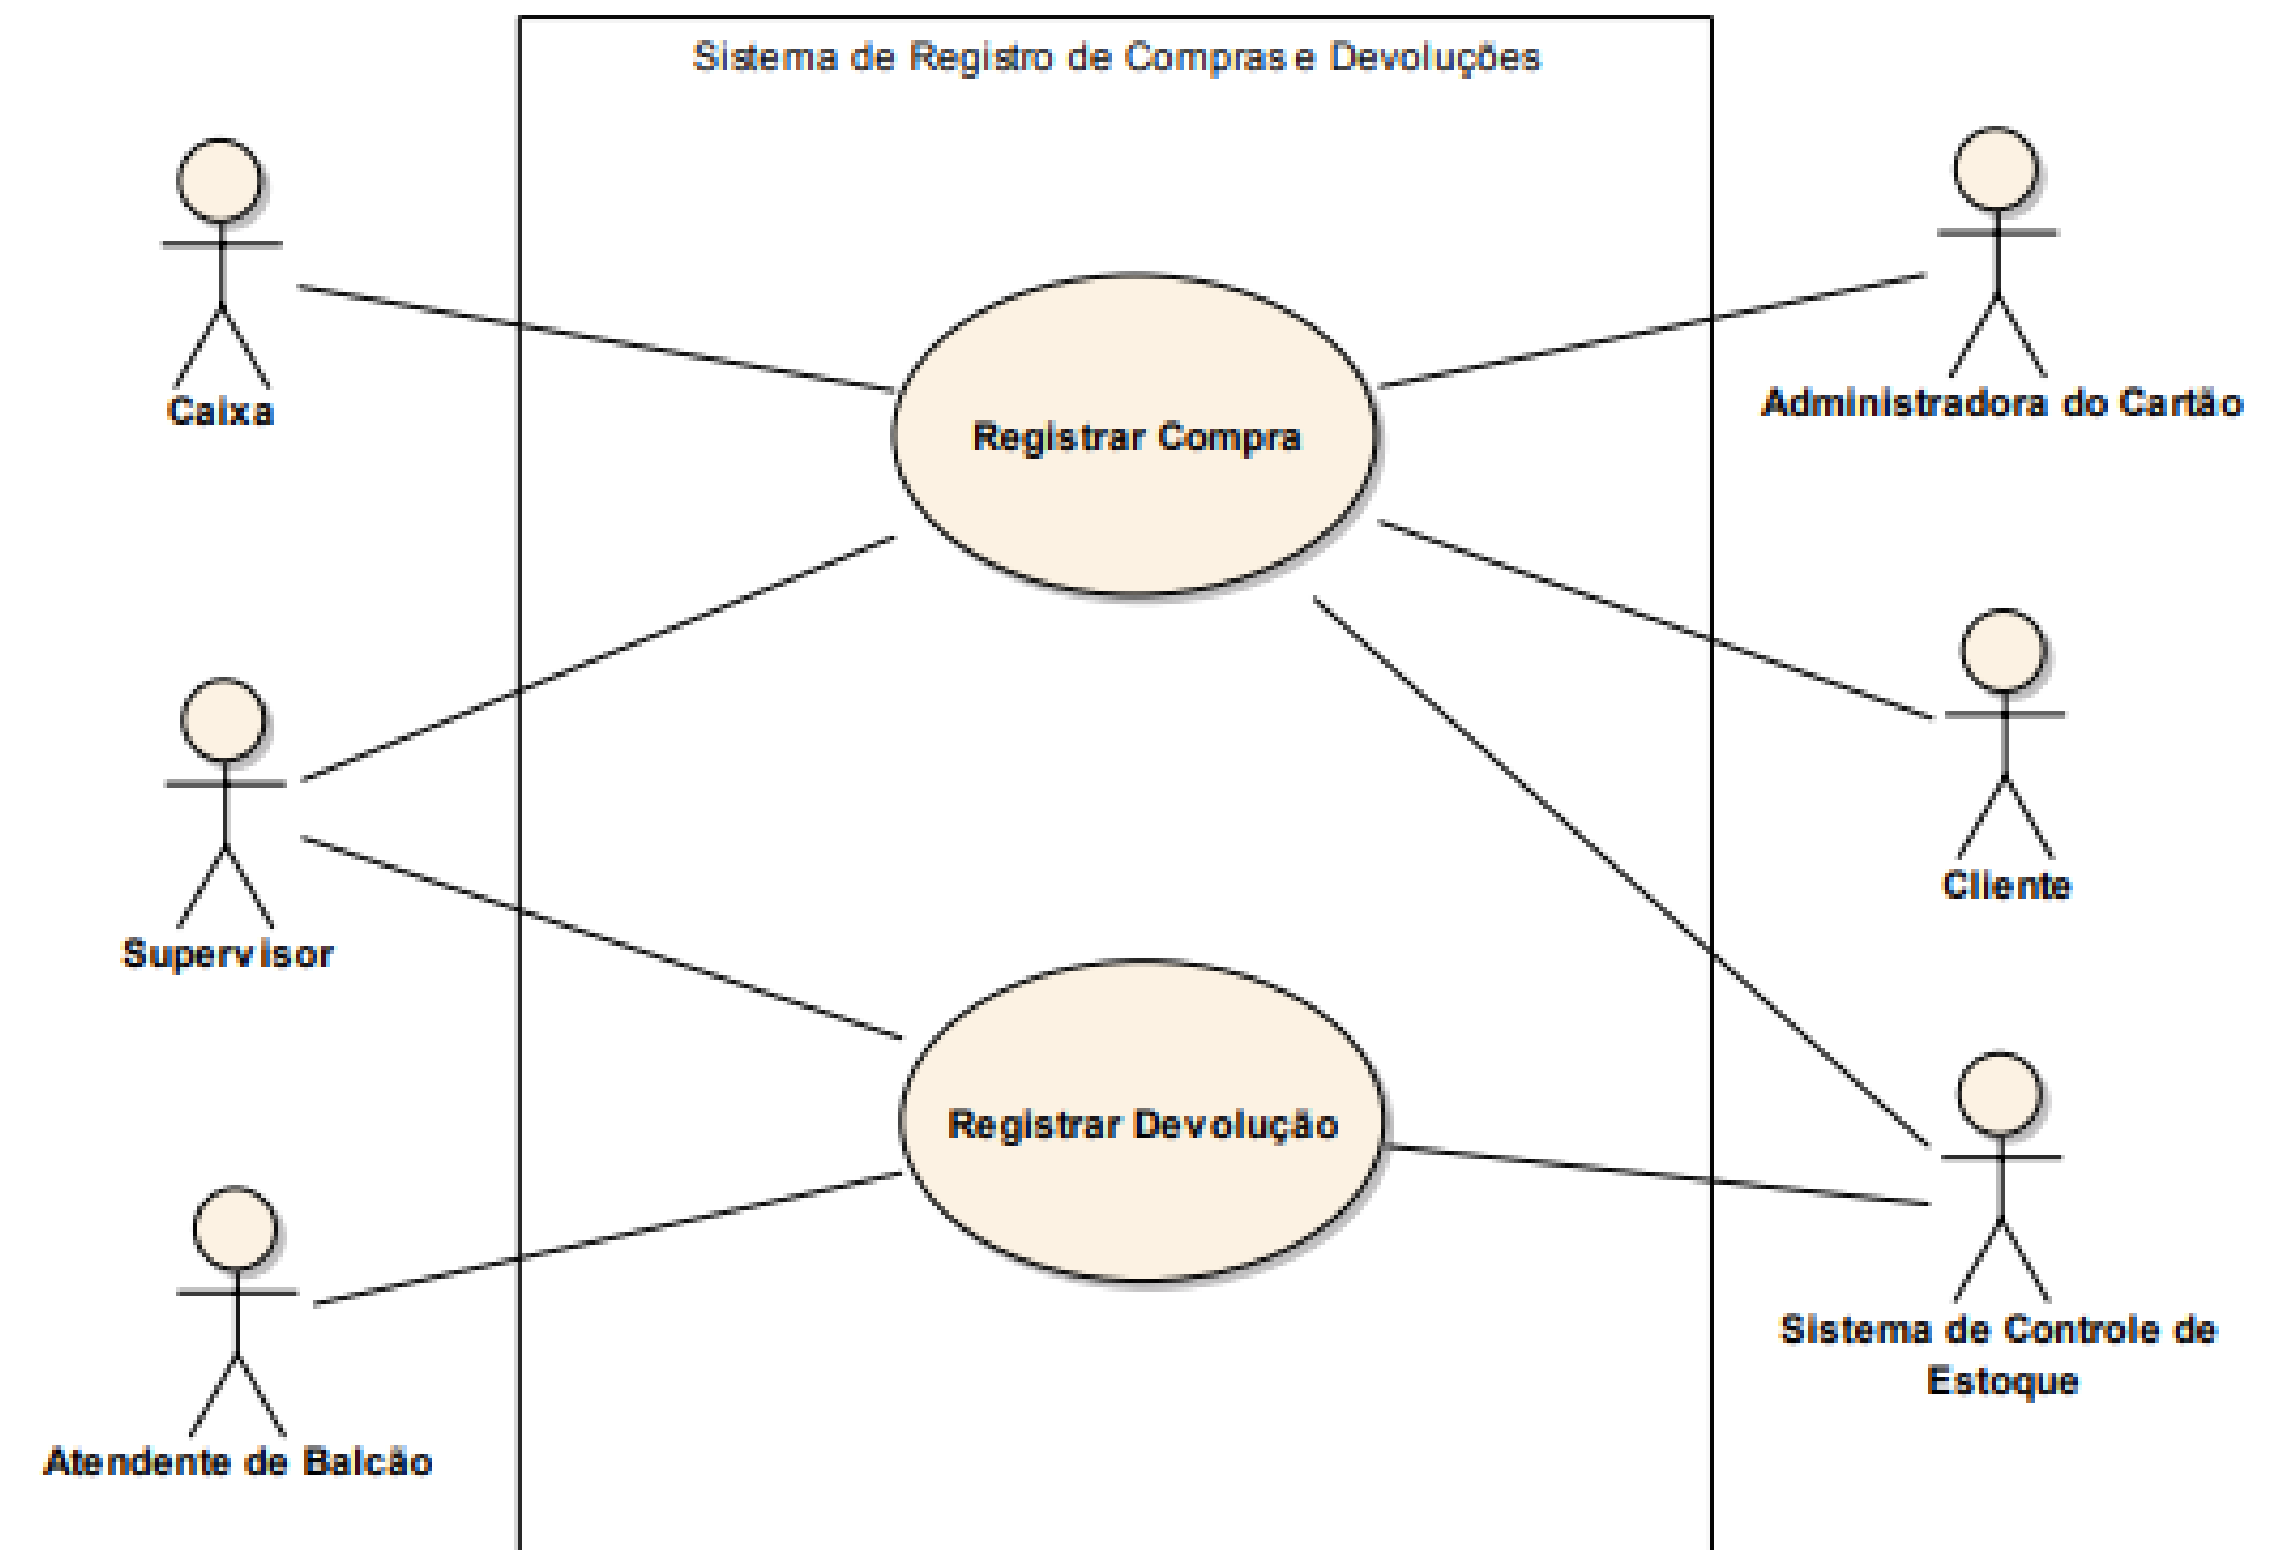 Sistema de Registro de Compras e Devoluções
Caixa
Administradora do Cartão
Registrar Compra
Cliente
Supervisor
Registrar Devolução
Sistema de Controle de
Estoque
Atendente de Balcão